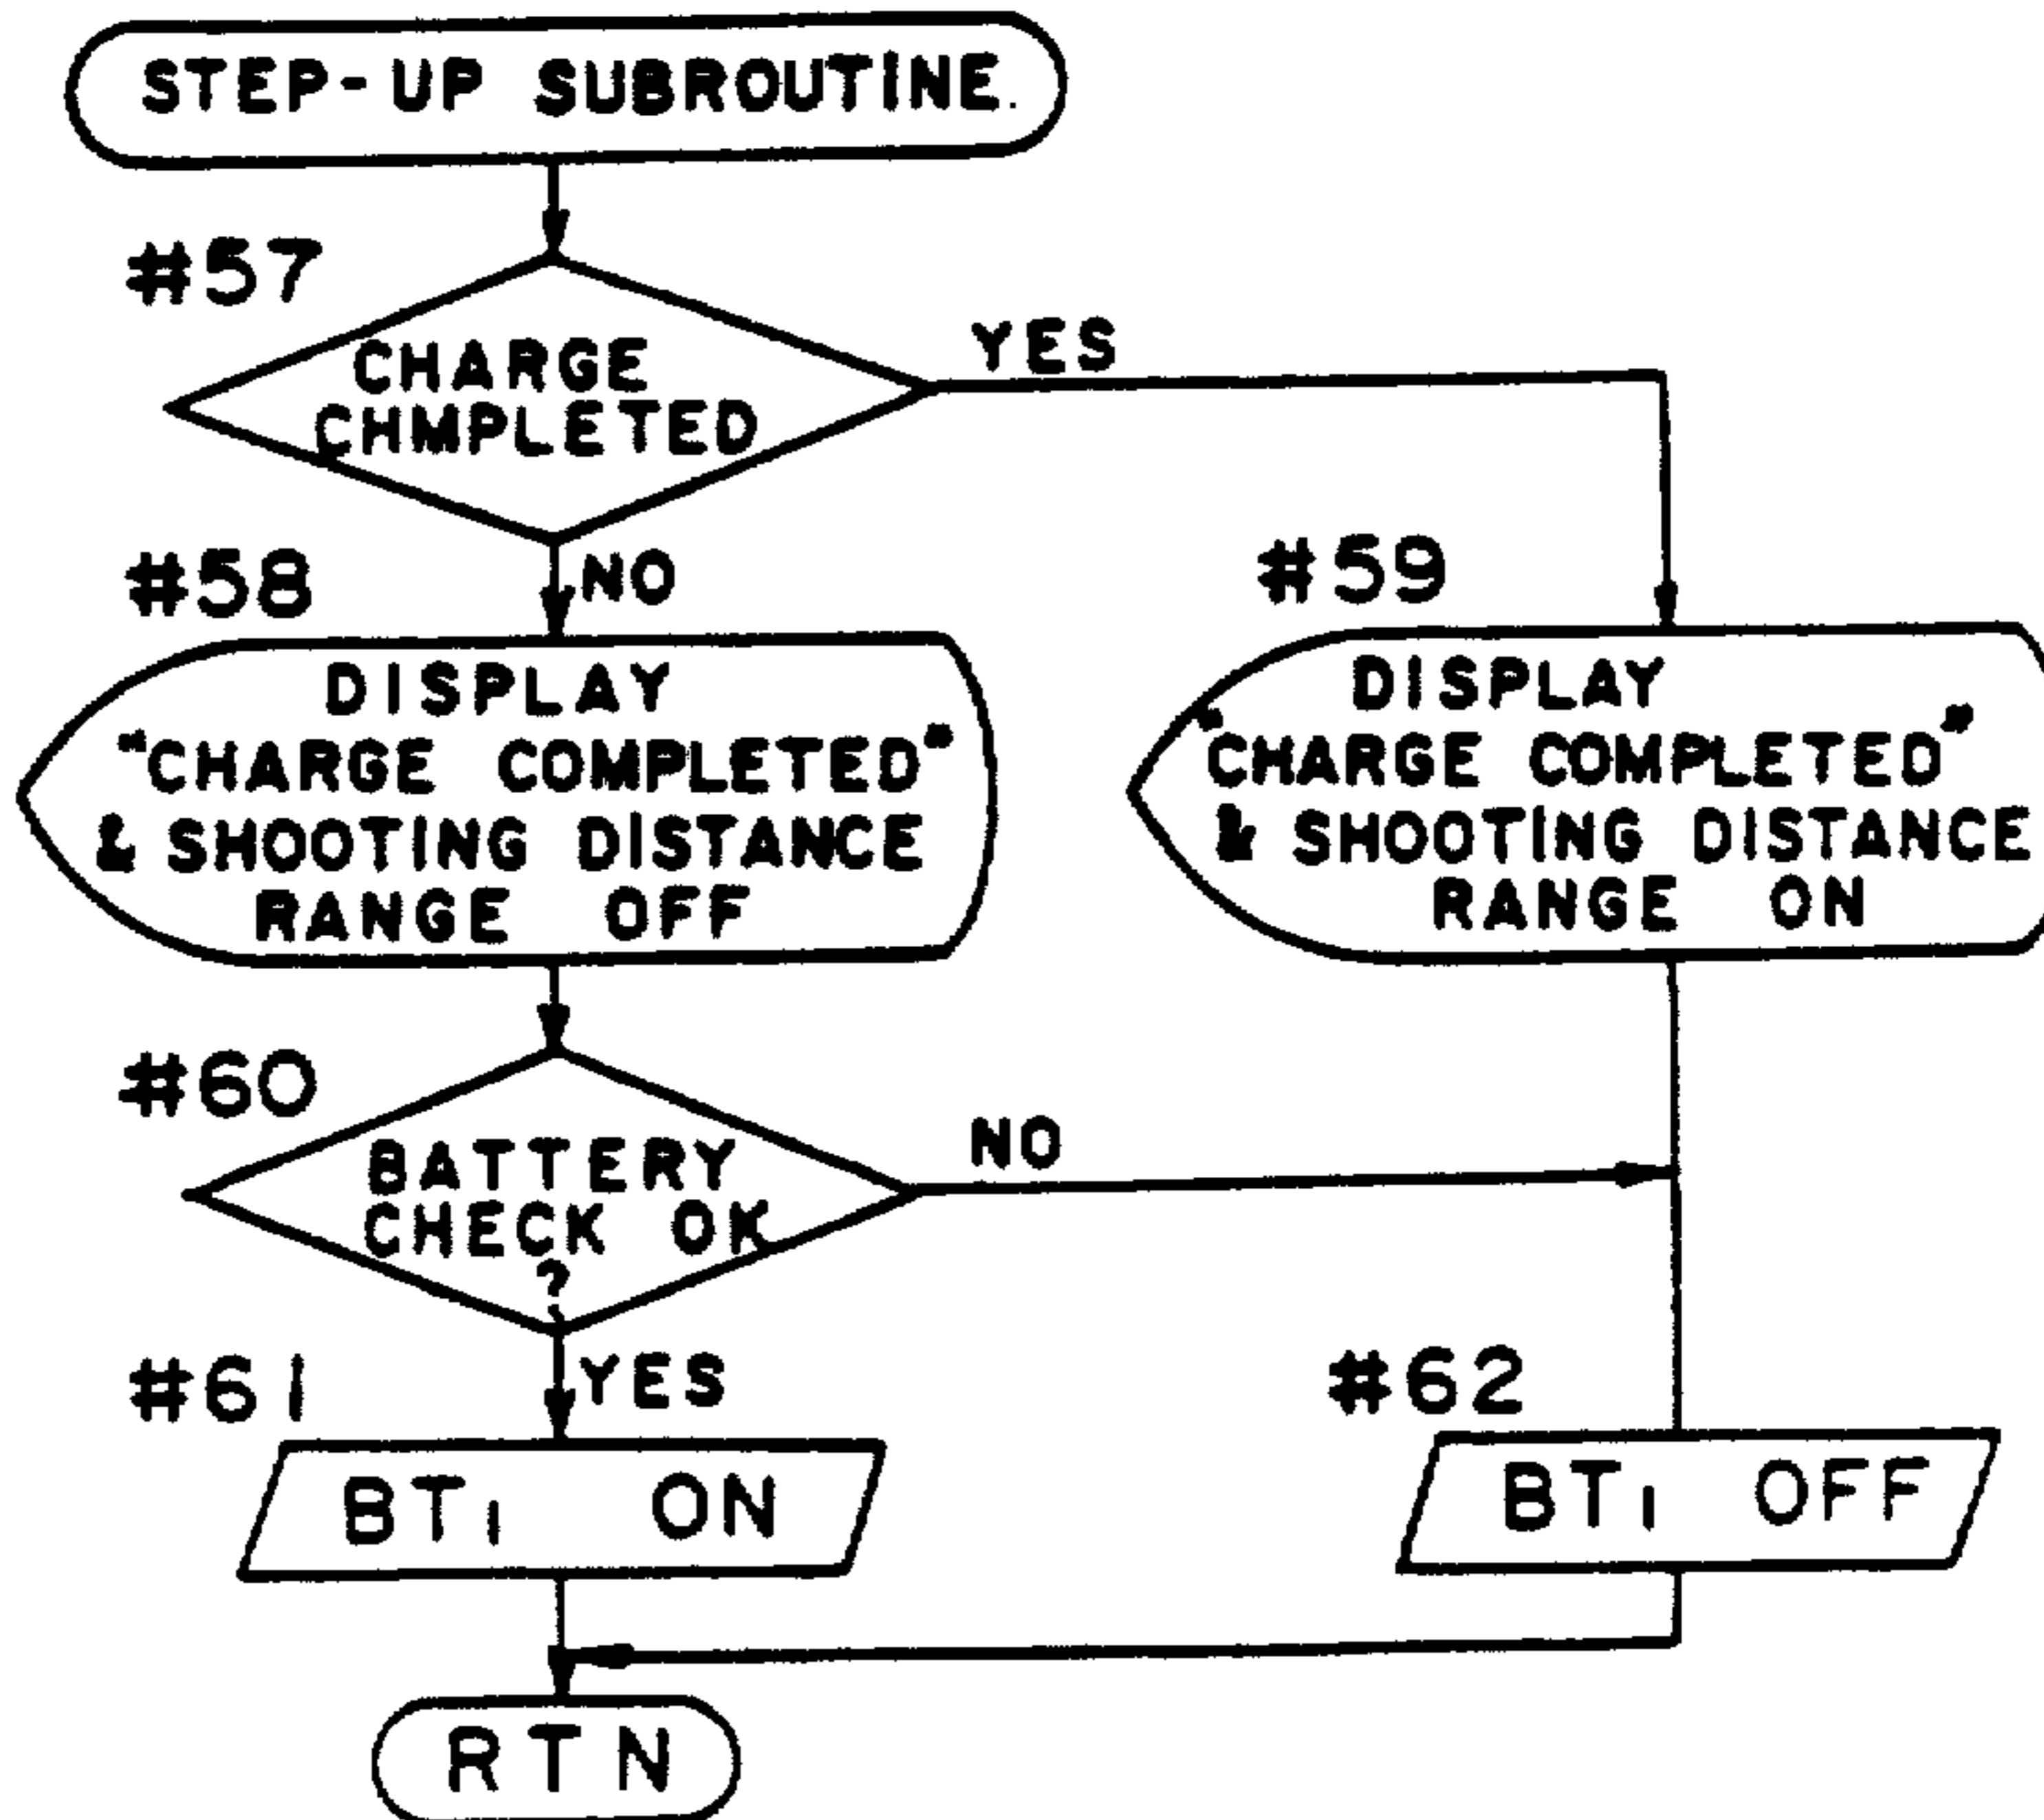 STEP-UP SUBROUTINE.
#57
CHARGE
CHMPLETED
YES
#58
NO
#59
DISPLAY
"CHARGE COMPLETED"
& SHOOTING DISTANCE
RANGE OFF
DISPLAY
"CHARGE COMPLETED"
& SHOOTING DISTANCE
RANGE ON
#60
BATTERY
CHECK OK
?
NO
#61
YES
#62
BT1 ON
BT1 OFF
RTN